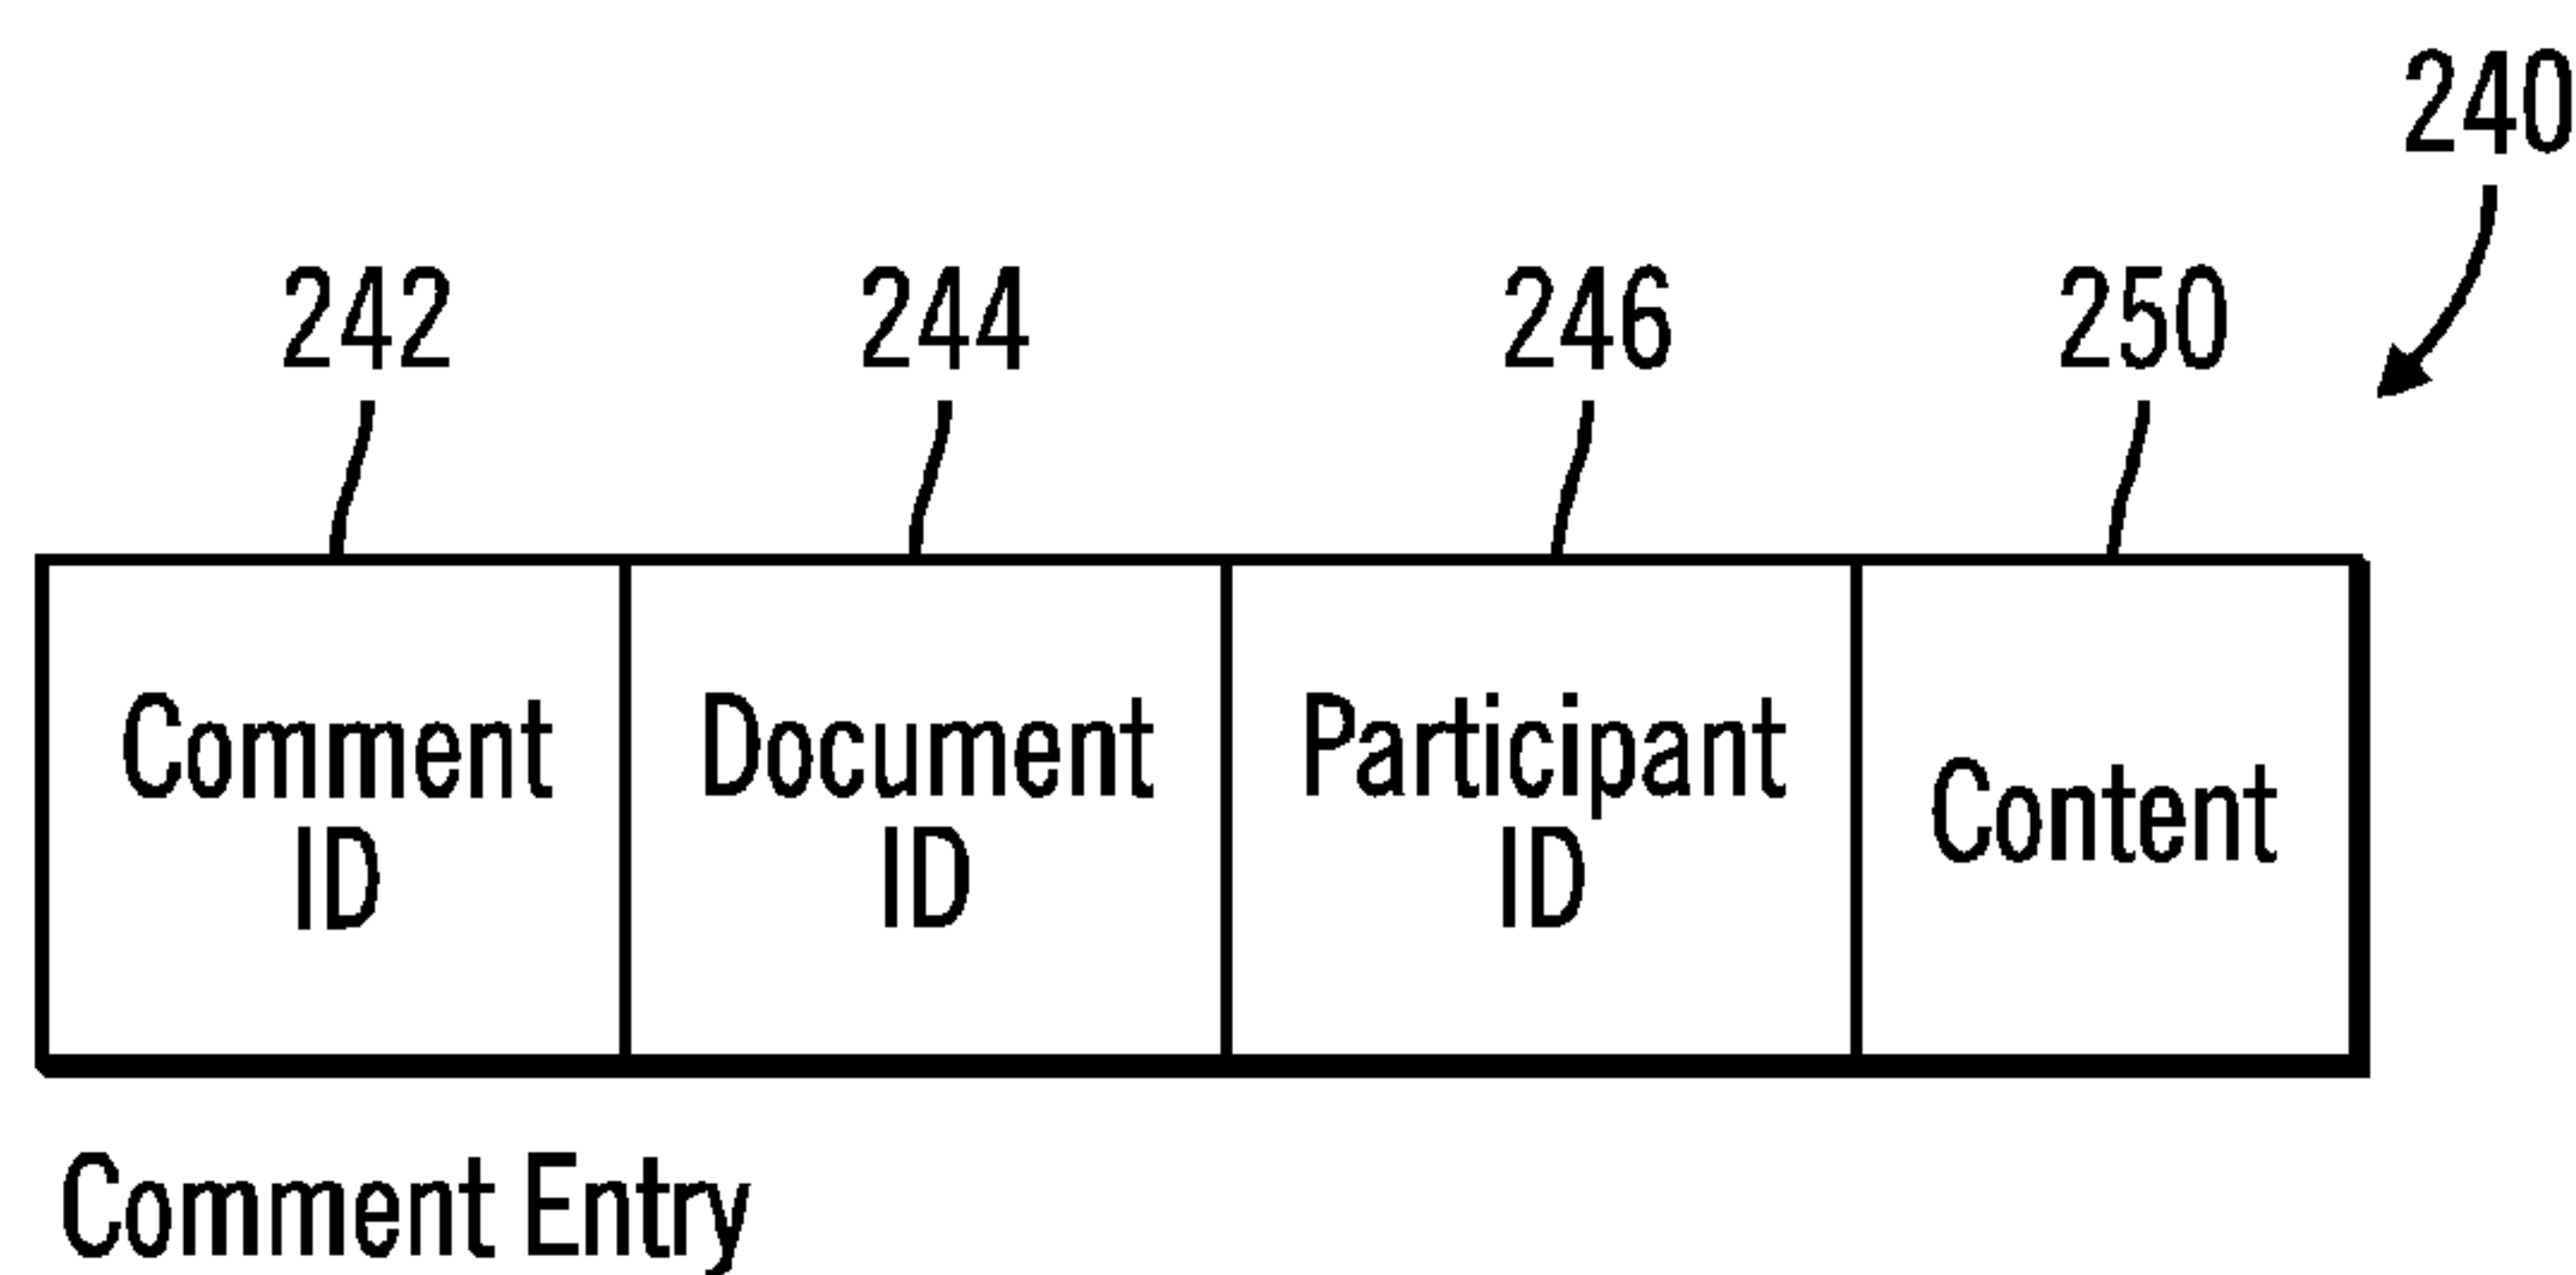 240
242 244 246 250
Comment ID
Document ID
Participant ID
Content
Comment Entry